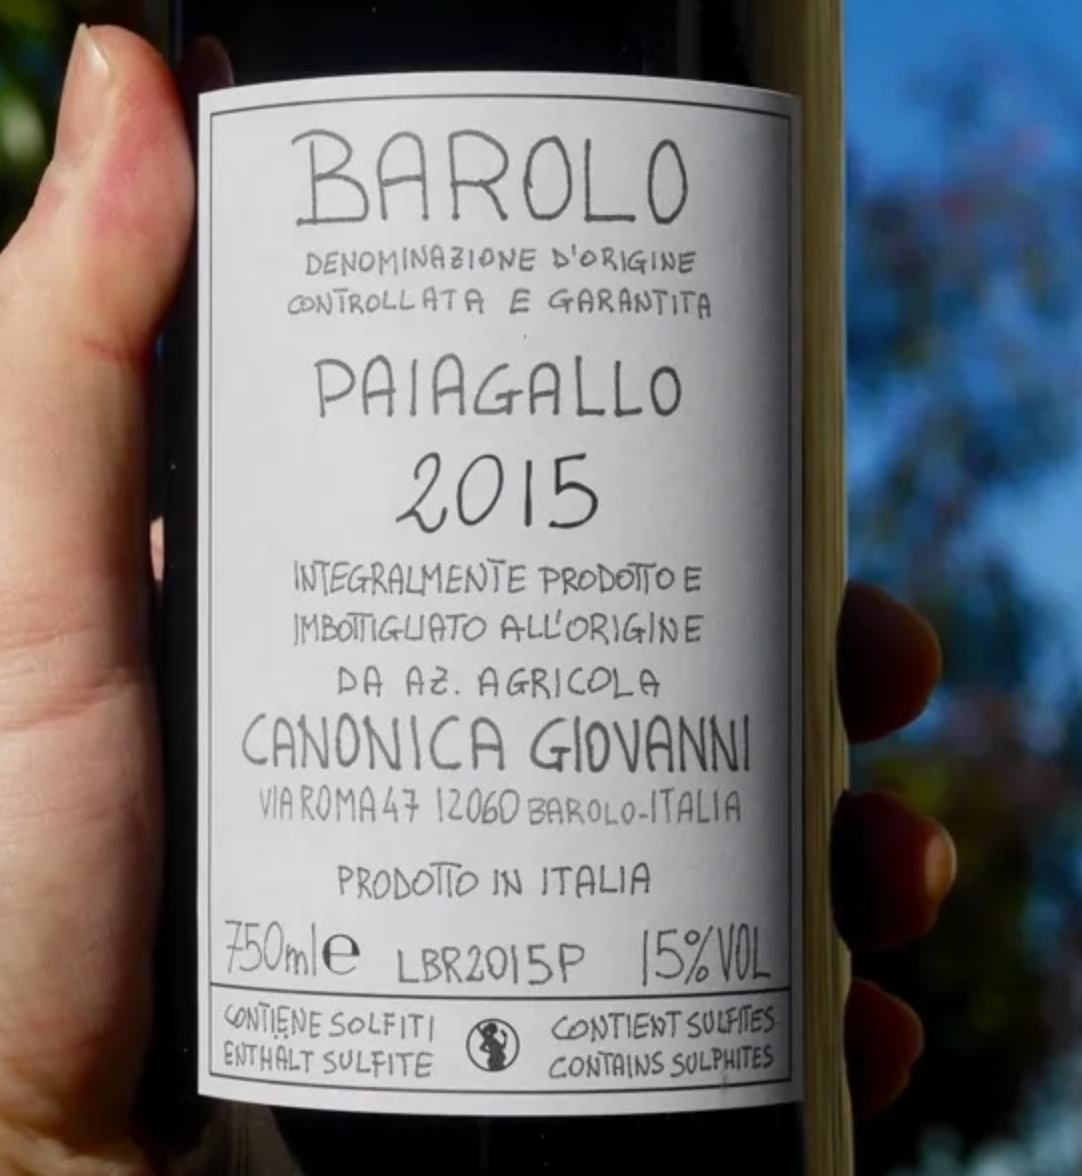 BAROLO
DENOMINAZIONE D'ORIGINE
CONTROLLATA E GARANTITA
PAIAGALLO
2015
INTEGRALMENTE PRODOTTO E
IMBOTTIGLIATO ALL'ORIGINE
DA AZ. AGRICOLA
CANONICA GIOVANNI
VIA ROMA 47 12060 BAROLO-ITALIA
PRODOTTO IN ITALIA
750ml e LBR2015P 15% VOL
CONTIENE SOLFITI CONTIENT SULFITES
ENTHÄLT SULFITE CONTAINS SULPHITES